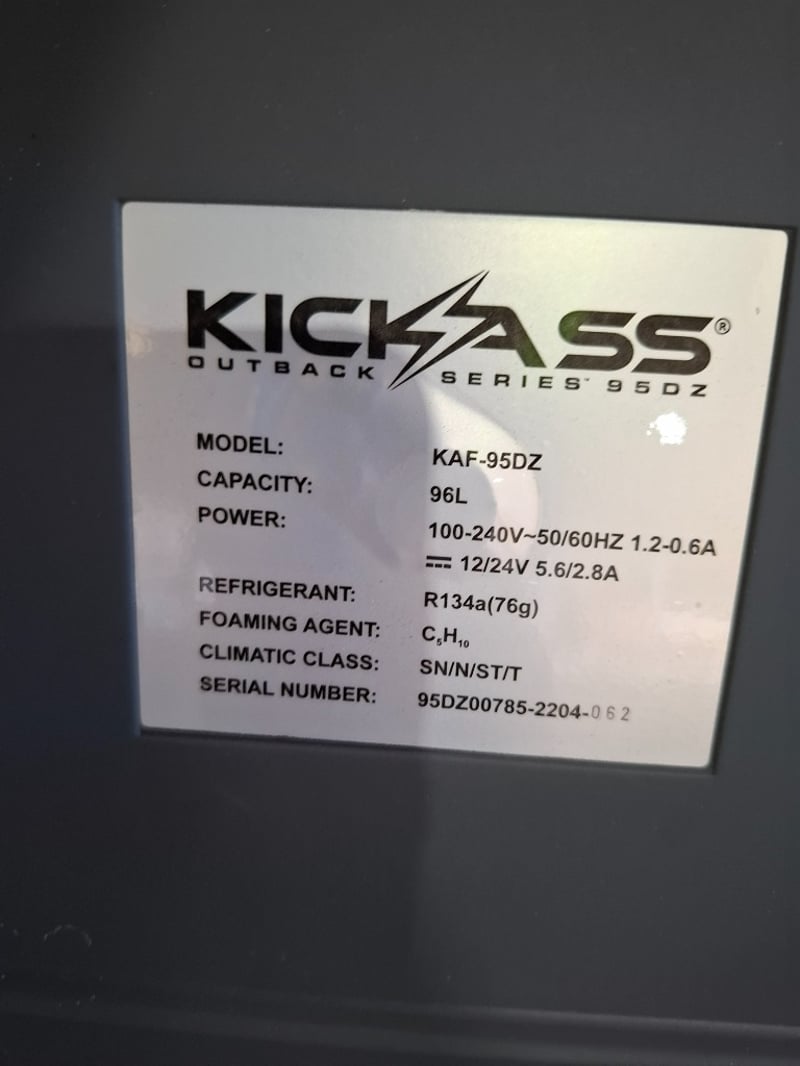 KICKASS®
OUTBACK SERIES™ 95DZ
MODEL: KAF-95DZ
CAPACITY: 96L
POWER: 100-240V~50/60HZ 1.2-0.6A
⎓ 12/24V 5.6/2.8A
REFRIGERANT: R134a(76g)
FOAMING AGENT: C₅H₁₀
CLIMATIC CLASS: SN/N/ST/T
SERIAL NUMBER: 95DZ00785-2204-062